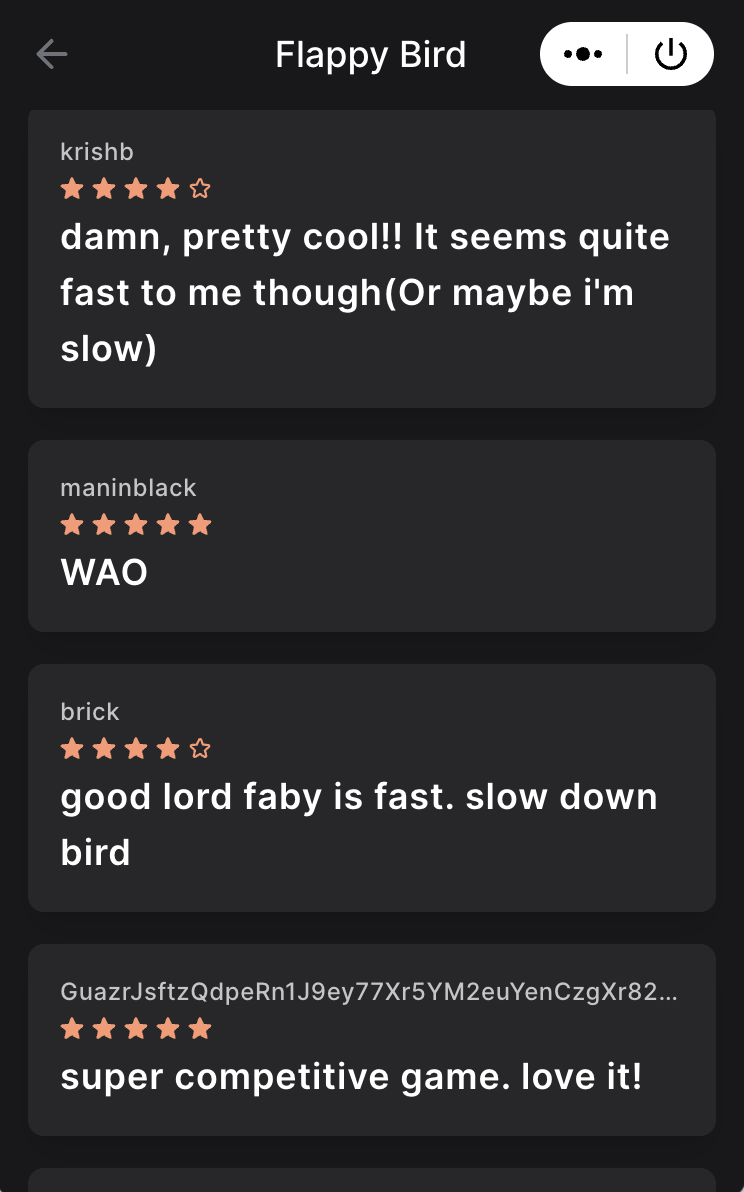 Flappy Bird
krishb
damn, pretty cool!! It seems quite
fast to me though(Or maybe i'm
slow)
maninblack
WAO
brick
good lord faby is fast. slow down
bird
GuazrJsftzQdpeRn1J9ey77Xr5YM2euYenCzgXr82...
super competitive game. love it!